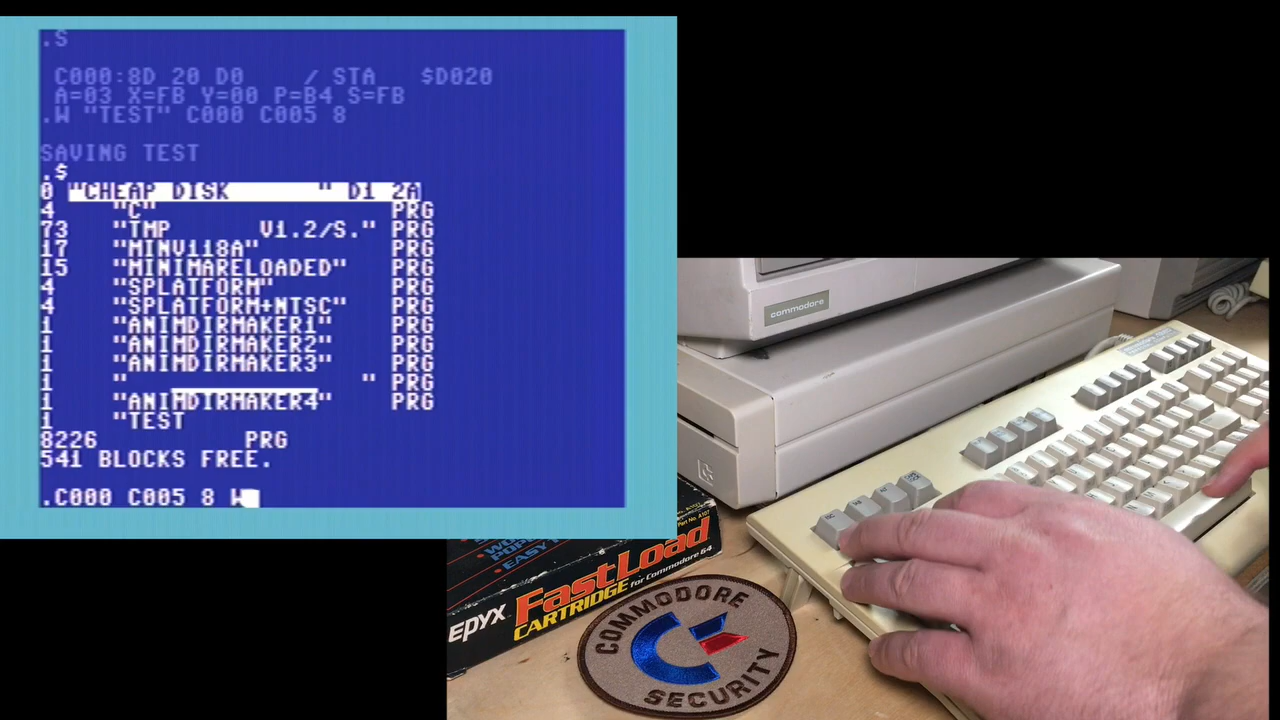 .S
C000:8D 20 D0 / STA $D020
A=03 X=FB Y=00 P=B4 S=FB
.W "TEST" C000 C005 8
SAVING TEST
.$
0 "CHEAP DISK " D1 2A
4 "C" PRG
73 "TMP V1.2/S." PRG
17 "MINV118A" PRG
15 "MINIMARELOADED" PRG
4 "SPLATFORM" PRG
4 "SPLATFORM+NTSC" PRG
1 "ANIMDIRMAKER1" PRG
1 "ANIMDIRMAKER2" PRG
1 "ANIMDIRMAKER3" PRG
1 " " PRG
1 "ANIMDIRMAKER4" PRG
1 "TEST
8226 PRG
541 BLOCKS FREE.
.C000 C005 8 W
commodore
EASY
EPYX FastLoad
CARTRIDGE for Commodore 64
COMMODORE
SECURITY